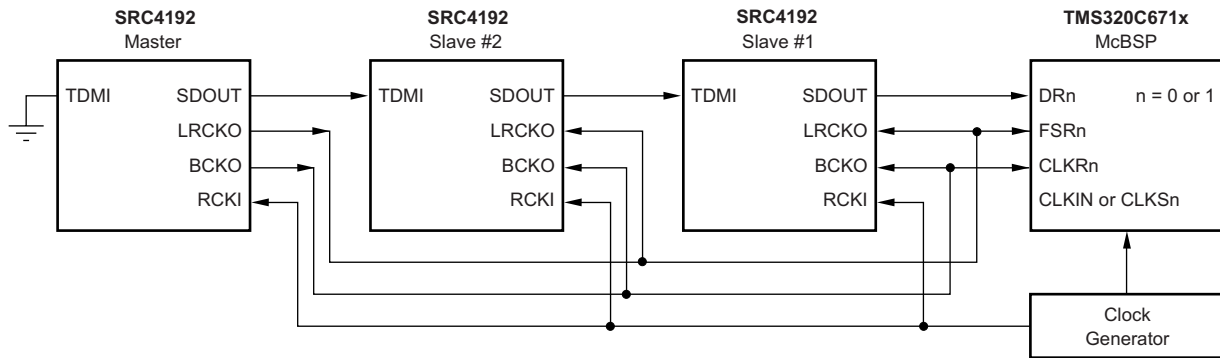 SRC4192
Master
SRC4192
Slave #2
SRC4192
Slave #1
TMS320C671x
McBSP
TDMI
SDOUT
LRCKO
BCKO
RCKI
TDMI
SDOUT
LRCKO
BCKO
RCKI
TDMI
SDOUT
LRCKO
BCKO
RCKI
DRn
n = 0 or 1
FSRn
CLKRn
CLKIN or CLKSn
Clock
Generator